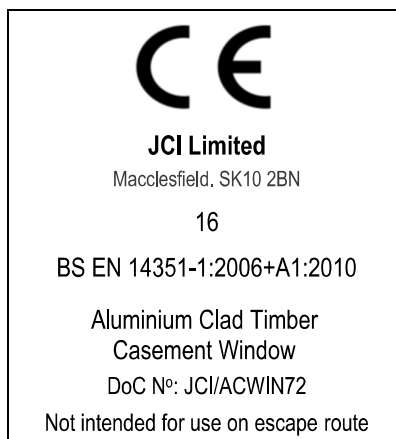 CE
JCI Limited
Macclesfield. SK10 2BN
16
BS EN 14351-1:2006+A1:2010
Aluminium Clad Timber
Casement Window
DoC Nº: JCI/ACWIN72
Not intended for use on escape route